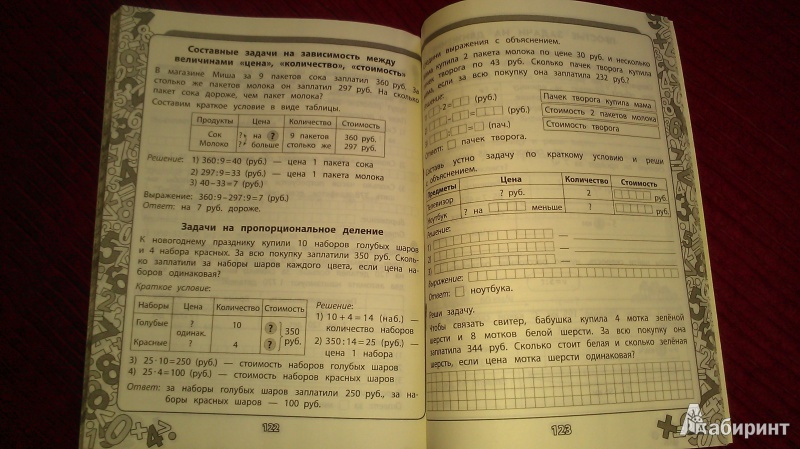 Составные задачи на зависимость между
величинами «цена», «количество», «стоимость»
В магазине Миша за 9 пакетов сока заплатил 360 руб. За
столько же пакетов молока он заплатил 297 руб. На сколько
пакет сока дороже, чем пакет молока?
Составим краткое условие в виде таблицы.
Продукты Цена Количество Стоимость
Сок ? на ? 9 пакетов 360 руб.
Молоко ? больше столько же 297 руб.
Решение: 1) 360:9=40 (руб.) — цена 1 пакета сока
2) 297:9=33 (руб.) — цена 1 пакета молока
3) 40–33=7 (руб.)
Выражение: 360:9–297:9=7 (руб.)
Ответ: на 7 руб. дороже.
Задачи на пропорциональное деление
К новогоднему празднику купили 10 наборов голубых шаров
и 4 набора красных. За всю покупку заплатили 350 руб. Сколь-
ко заплатили за наборы шаров каждого цвета, если цена на-
боров одинаковая?
Краткое условие:
Наборы Цена Количество Стоимость
Голубые ? 10 ? 350
одинак. руб.
Красные ? 4 ?
Решение:
1) 10+4=14 (наб.) —
количество наборов
2) 350:14=25 (руб.) —
цена 1 набора
3) 25·10=250 (руб.) — стоимость наборов голубых шаров
4) 25·4=100 (руб.) — стоимость наборов красных шаров
Ответ: за наборы голубых шаров заплатили 250 руб., за на-
боры красных шаров — 100 руб.
122
выражения с объяснением.
купила 2 пакета молока по цене 30 руб. и несколько
творога по 43 руб. Сколько пачек творога купила
если за всю покупку она заплатила 232 руб.?
·2= (руб.)
– = (руб.)
: = (пач.)
Ответ: пачек творога.
Пачек творога купила мама
Стоимость 2 пакетов молока
Стоимость творога
устно задачу по краткому условию и реши
с объяснением.
Предметы Цена Количество Стоимость
Телевизор ? руб. 2 руб.
Ноутбук ? на меньше ? руб.
Решение:
1) —
2) —
3)
Выражение:
Ответ: ноутбука.
Реши задачу.
Чтобы связать свитер, бабушка купила 4 мотка зелёной
шерсти и 8 мотков белой шерсти. За всю покупку она
заплатила 344 руб. Сколько стоит белая и сколько зелёная
шерсть, если цена мотка шерсти одинаковая?
123
Лабиринт